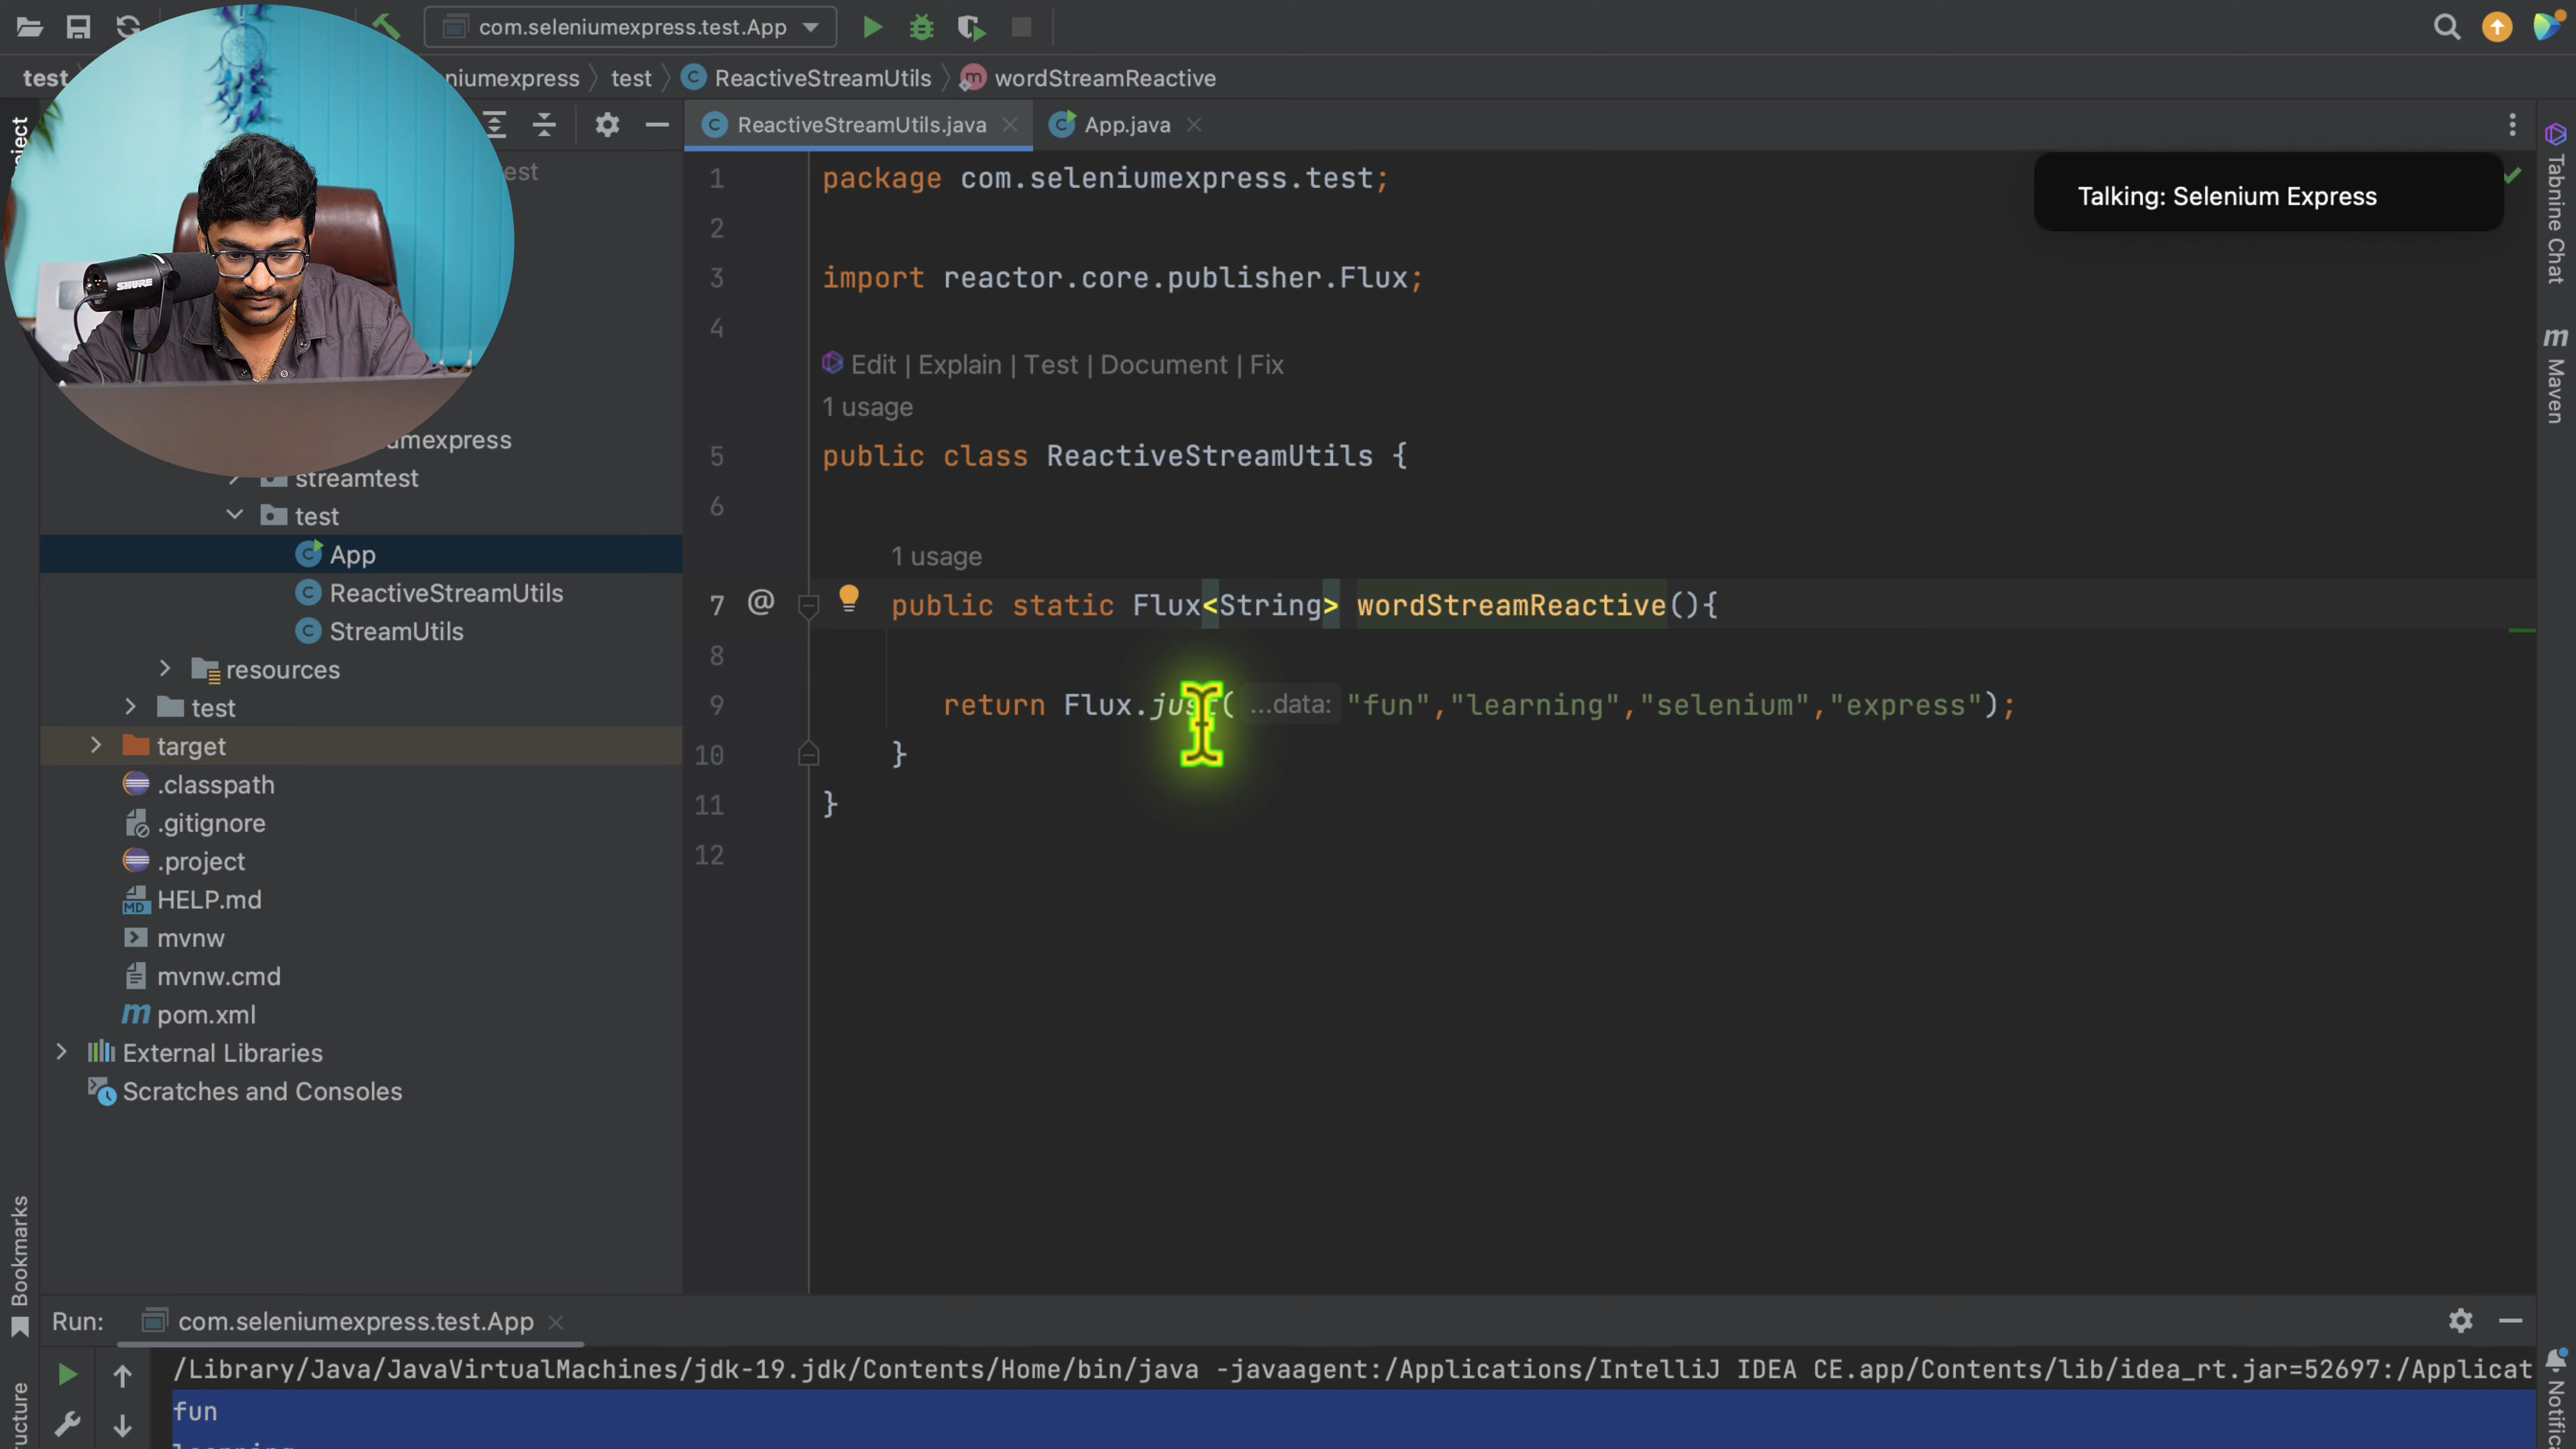 com.seleniumexpress.test.App
test
niumexpress
test
ReactiveStreamUtils
wordStreamReactive
ReactiveStreamUtils.java
App.java
Talking: Selenium Express
SHURE
est
umexpress
streamtest
test
App
ReactiveStreamUtils
StreamUtils
resources
test
target
.classpath
.gitignore
.project
MD
HELP.md
mvnw
mvnw.cmd
m
pom.xml
External Libraries
Scratches and Consoles
1 package com.seleniumexpress.test;
2
3 import reactor.core.publisher.Flux;
4
Edit | Explain | Test | Document | Fix
1 usage
5 public class ReactiveStreamUtils {
6
1 usage
7 @ public static Flux<String> wordStreamReactive(){
8
9 return Flux.just( ...data: "fun","learning","selenium","express");
10 }
11 }
12
Tabnine Chat
m
Maven
Bookmarks
ucture
Notific
Run:
com.seleniumexpress.test.App
/Library/Java/JavaVirtualMachines/jdk-19.jdk/Contents/Home/bin/java -javaagent:/Applications/IntelliJ IDEA CE.app/Contents/lib/idea_rt.jar=52697:/Applicat
fun
learning